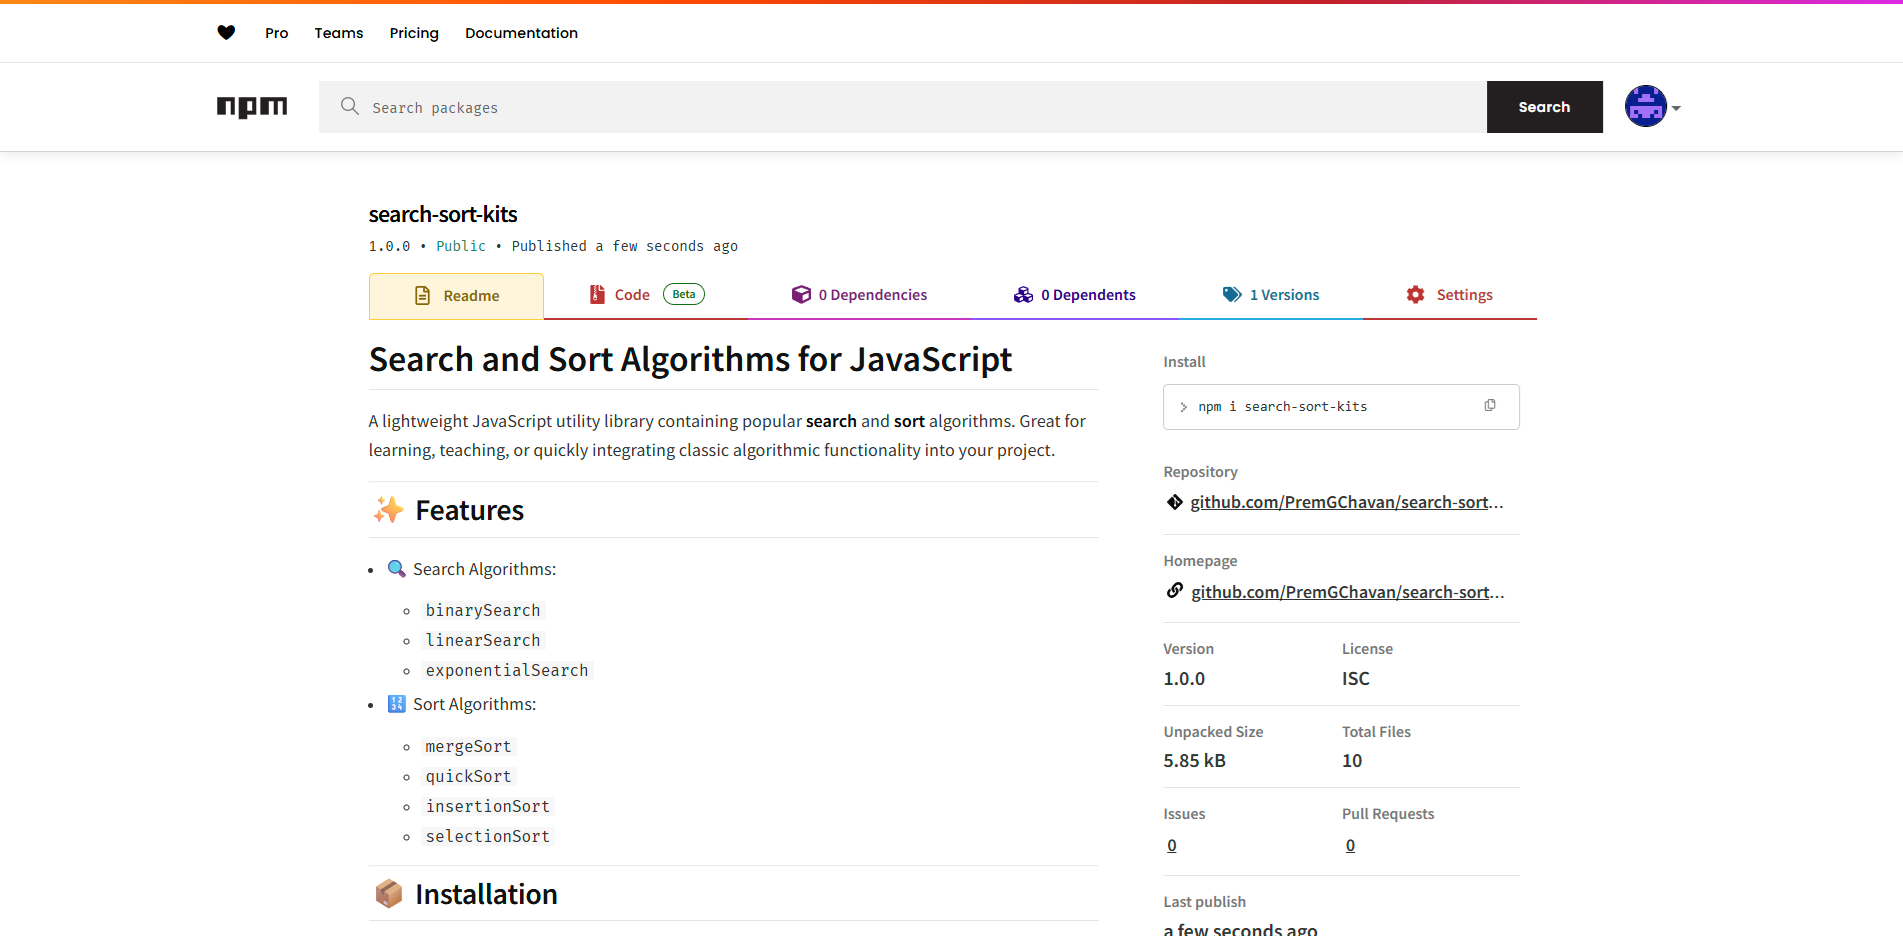 Pro Teams Pricing Documentation
npm Search packages Search
search-sort-kits
1.0.0 • Public • Published a few seconds ago
Readme Code Beta 0 Dependencies 0 Dependents 1 Versions Settings
Search and Sort Algorithms for JavaScript
A lightweight JavaScript utility library containing popular search and sort algorithms. Great for
learning, teaching, or quickly integrating classic algorithmic functionality into your project.
✨ Features
• 🔍 Search Algorithms:
◦ binarySearch
◦ linearSearch
◦ exponentialSearch
• 🔢 Sort Algorithms:
◦ mergeSort
◦ quickSort
◦ insertionSort
◦ selectionSort
📦 Installation
Install
> npm i search-sort-kits
Repository
github.com/PremGChavan/search-sort...
Homepage
github.com/PremGChavan/search-sort...
Version License
1.0.0 ISC
Unpacked Size Total Files
5.85 kB 10
Issues Pull Requests
0 0
Last publish
a few seconds ago